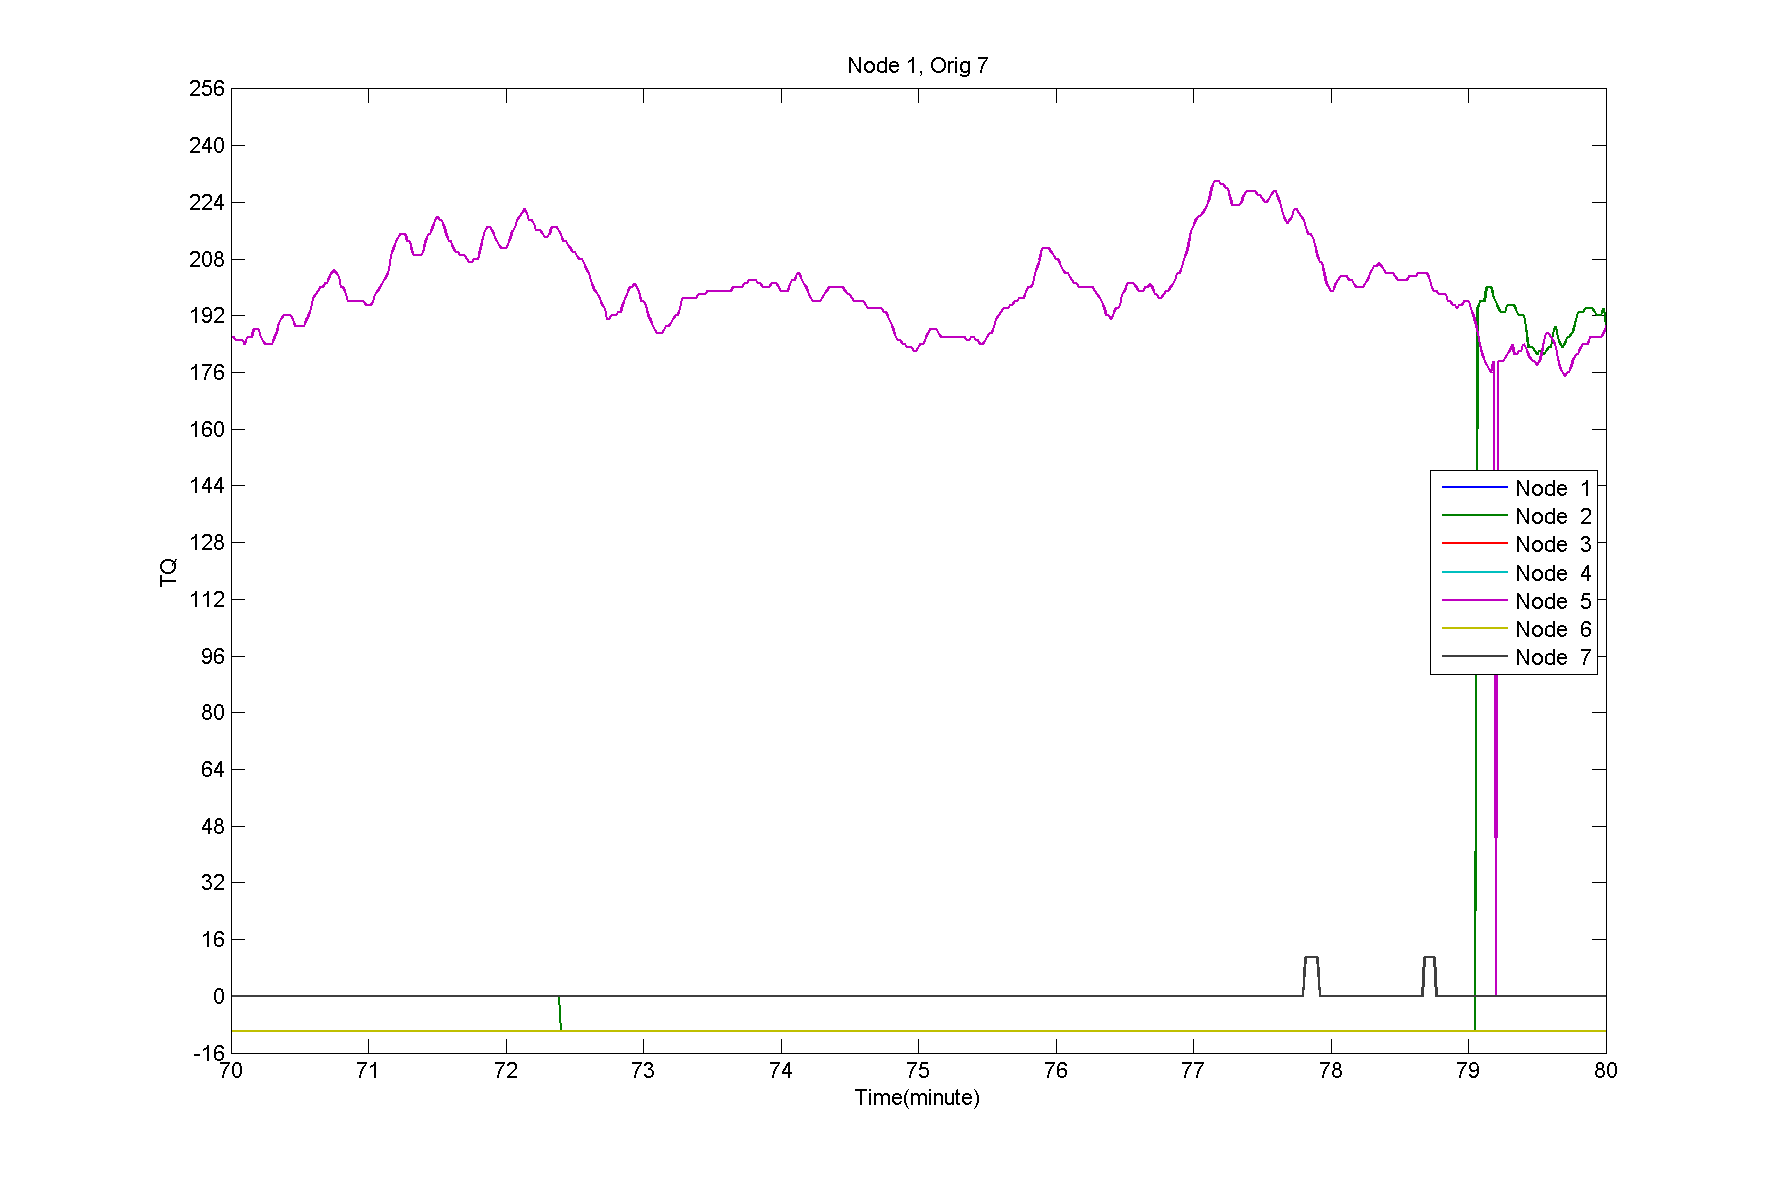 Node 1, Orig 7
256
240
224
208
192
176
160
144
128
112
96
80
64
48
32
16
0
-16
TQ
Node 1
Node 2
Node 3
Node 4
Node 5
Node 6
Node 7
70 71 72 73 74 75 76 77 78 79 80
Time(minute)